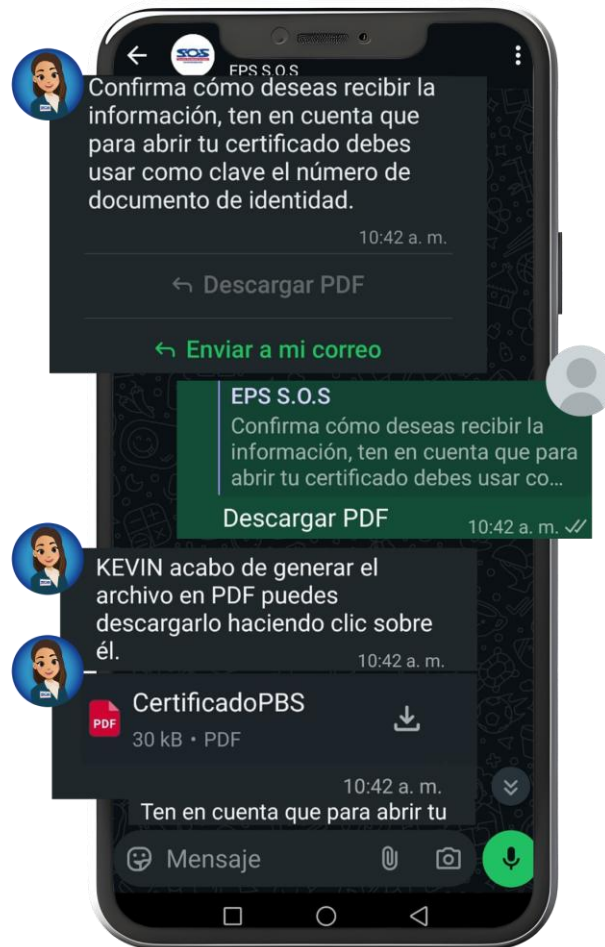 SOS
EPS S.O.S
Confirma cómo deseas recibir la
información, ten en cuenta que
para abrir tu certificado debes
usar como clave el número de
documento de identidad.
10:42 a. m.
Descargar PDF
Enviar a mi correo
EPS S.O.S
Confirma cómo deseas recibir la
información, ten en cuenta que para
abrir tu certificado debes usar co...
Descargar PDF
10:42 a. m.
KEVIN acabo de generar el
archivo en PDF puedes
descargarlo haciendo clic sobre
él.
10:42 a. m.
PDF
CertificadoPBS
30 kB • PDF
10:42 a. m.
Ten en cuenta que para abrir tu
Mensaje